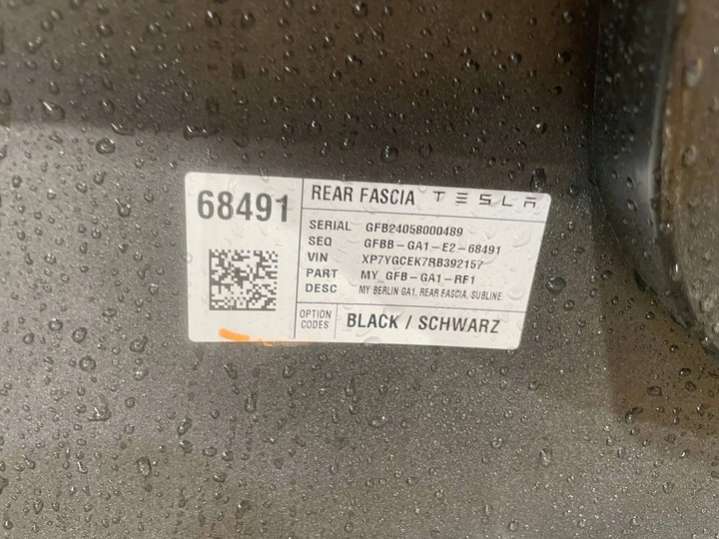 68491
REAR FASCIA TESLA
SERIAL GFB24058000489
SEQ GFBB-GA1-E2-68491
VIN XP7YGCEK7RB392157
PART MY_GFB-GA1-RF1
DESC MY BERLIN GA1, REAR FASCIA, SUBLINE
OPTION CODES BLACK / SCHWARZ